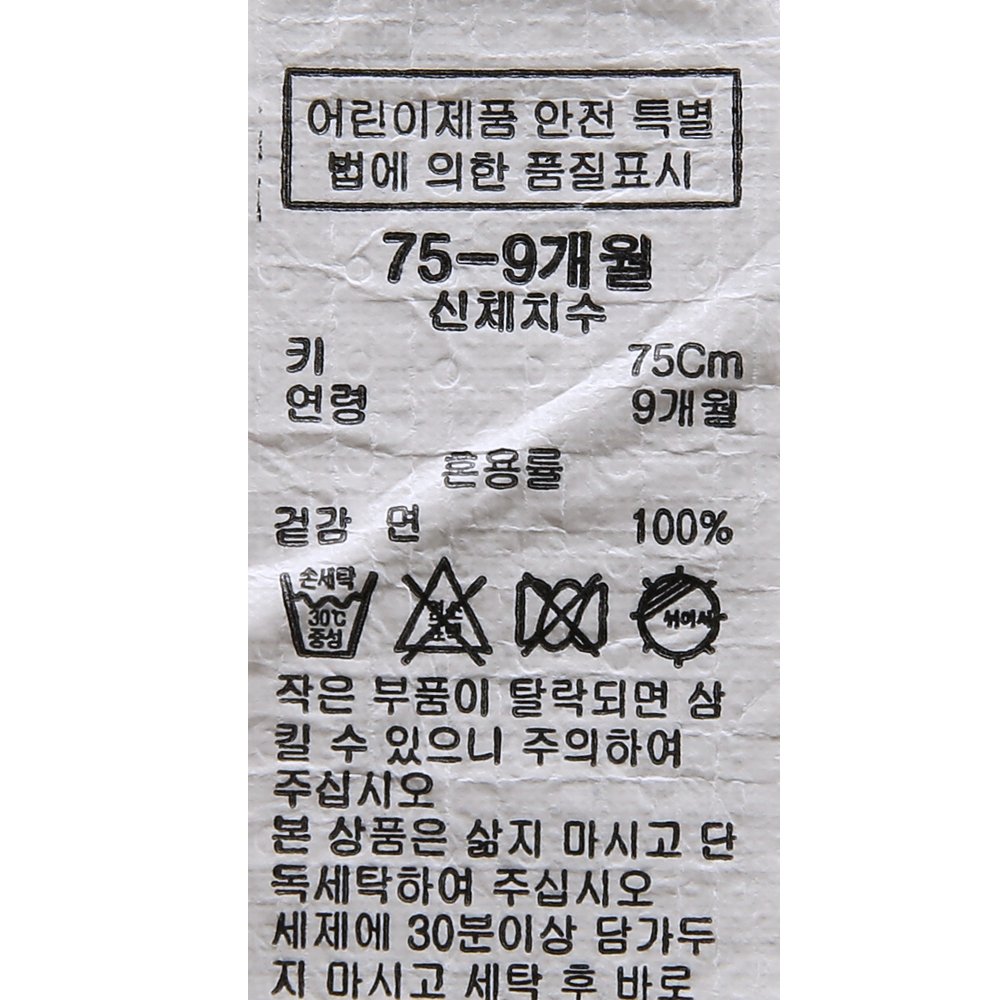 어린이제품 안전 특별
법에 의한 품질표시
75-9개월
신체치수
키 75Cm
연령 9개월
혼용률
겉감 면 100%
손세탁
30℃
중성
작은 부품이 탈락되면 삼
킬 수 있으니 주의하여
주십시오
본 상품은 삶지 마시고 단
독세탁하여 주십시오
세제에 30분이상 담가두
지 마시고 세탁 후 바로